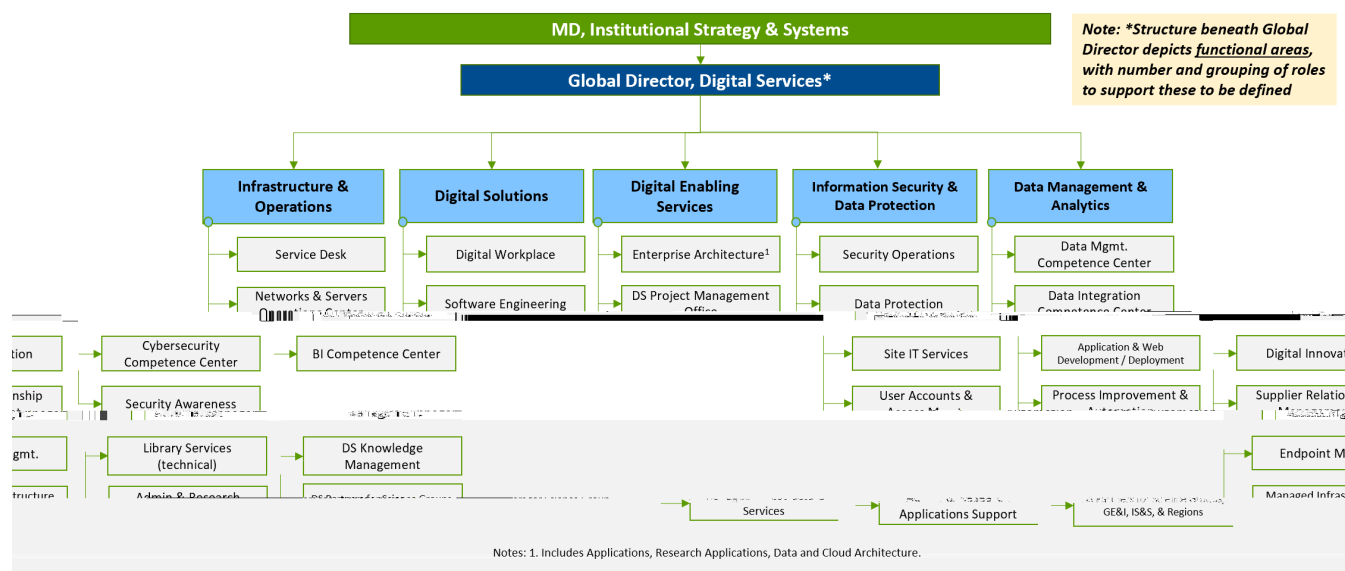 MD, Institutional Strategy & Systems
Note: *Structure beneath Global
Director depicts functional areas,
with number and grouping of roles
to support these to be defined
Global Director, Digital Services*
Infrastructure &
Operations
Digital Solutions
Digital Enabling
Services
Information Security &
Data Protection
Data Management &
Analytics
Service Desk
Digital Workplace
Enterprise Architecture¹
Security Operations
Data Mgmt.
Competence Center
Networks & Servers
Software Engineering
DS Project Management
Office
Data Protection
Data Integration
Competence Center
tion
Cybersecurity
Competence Center
BI Competence Center
Site IT Services
Application & Web
Development / Deployment
Digital Innovat
nship
Security Awareness
User Accounts &
Process Improvement &
Supplier Relatio
gmt.
Library Services
(technical)
DS Knowledge
Management
Endpoint M
structure
Admin & Research
Managed Infras
Services
Applications Support
GE&I, IS&S, & Regions
Notes: 1. Includes Applications, Research Applications, Data and Cloud Architecture.